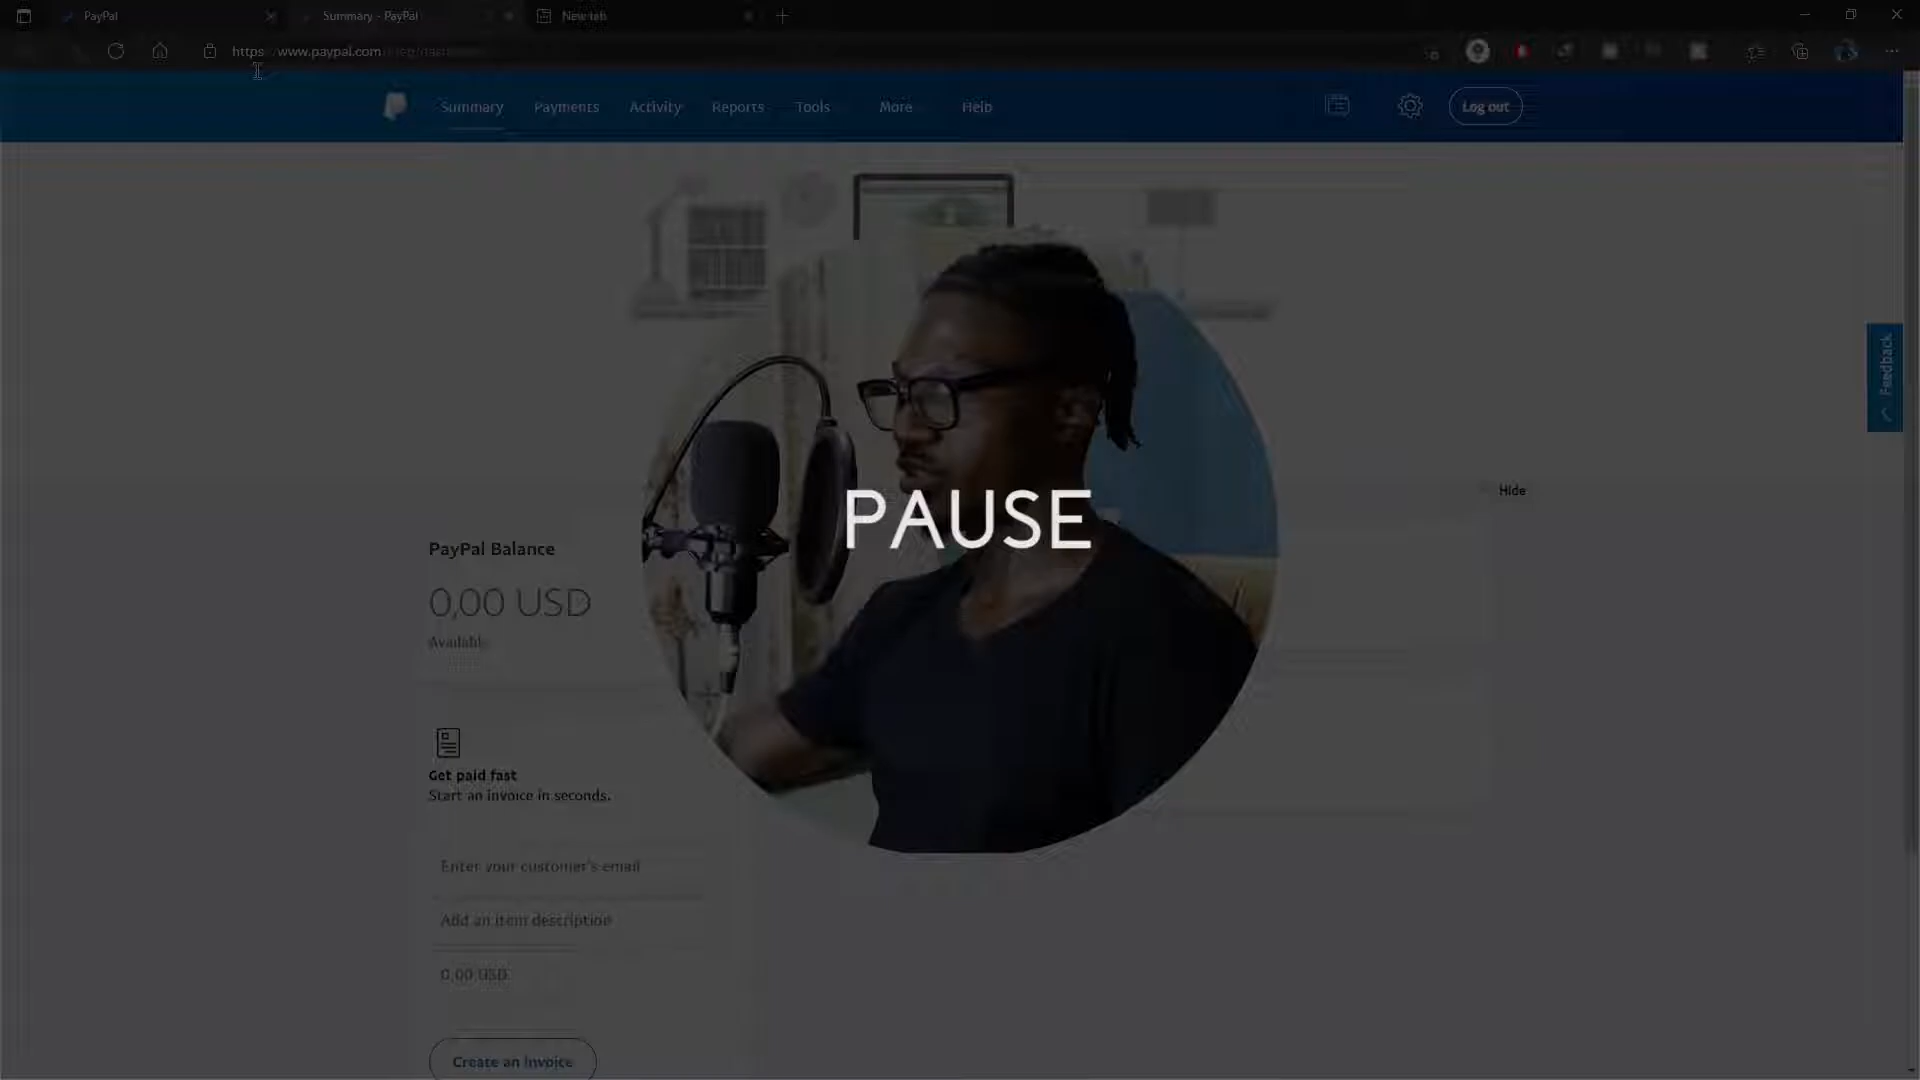 PayPal
Summary - PayPal
New tab
https www.paypal.com
Summary
Payments
Activity
Reports
Tools
More
Help
Log out
Feedback
PAUSE
Hide
PayPal Balance
0,00 USD
Available
Get paid fast
Start an invoice in seconds.
Enter your customer's email
Add an item description
0,00 USD
Create an Invoice